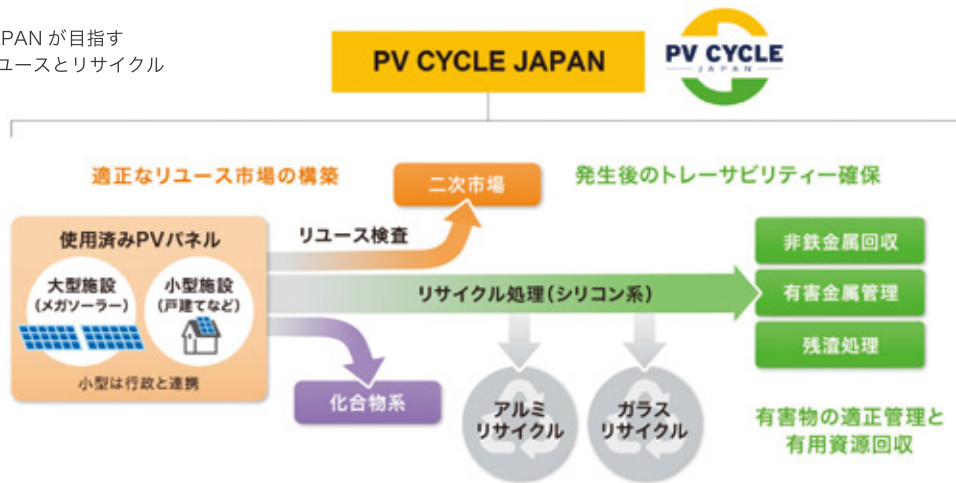 APAN が目指す
ユースとリサイクル
PV CYCLE JAPAN
PV CYCLE
JAPAN
適正なリユース市場の構築
二次市場
発生後のトレーサビリティー確保
使用済みPVパネル
大型施設
(メガソーラー)
小型施設
(戸建てなど)
小型は行政と連携
リユース検査
リサイクル処理(シリコン系)
非鉄金属回収
有害金属管理
残渣処理
化合物系
アルミ
リサイクル
ガラス
リサイクル
有害物の適正管理と
有用資源回収